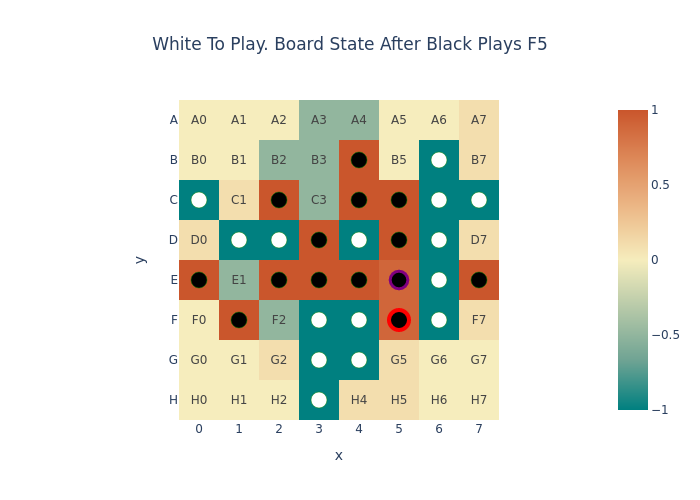 White To Play. Board State After Black Plays F5
A A0 A1 A2 A3 A4 A5 A6 A7
B B0 B1 B2 B3 B5 B7
C C1 C3
D D0 D7
E E1
F F0 F2 F7
G G0 G1 G2 G5 G6 G7
H H0 H1 H2 H4 H5 H6 H7
0 1 2 3 4 5 6 7
x
y
1
0.5
0
−0.5
−1